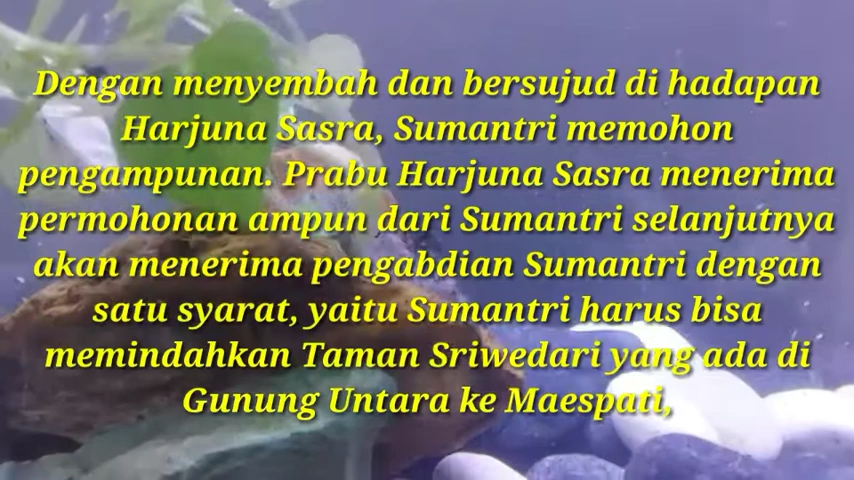 Dengan menyembah dan bersujud di hadapan
Harjuna Sasra, Sumantri memohon
pengampunan. Prabu Harjuna Sasra menerima
permohonan ampun dari Sumantri selanjutnya
akan menerima pengabdian Sumantri dengan
satu syarat, yaitu Sumantri harus bisa
memindahkan Taman Sriwedari yang ada di
Gunung Untara ke Maespati,